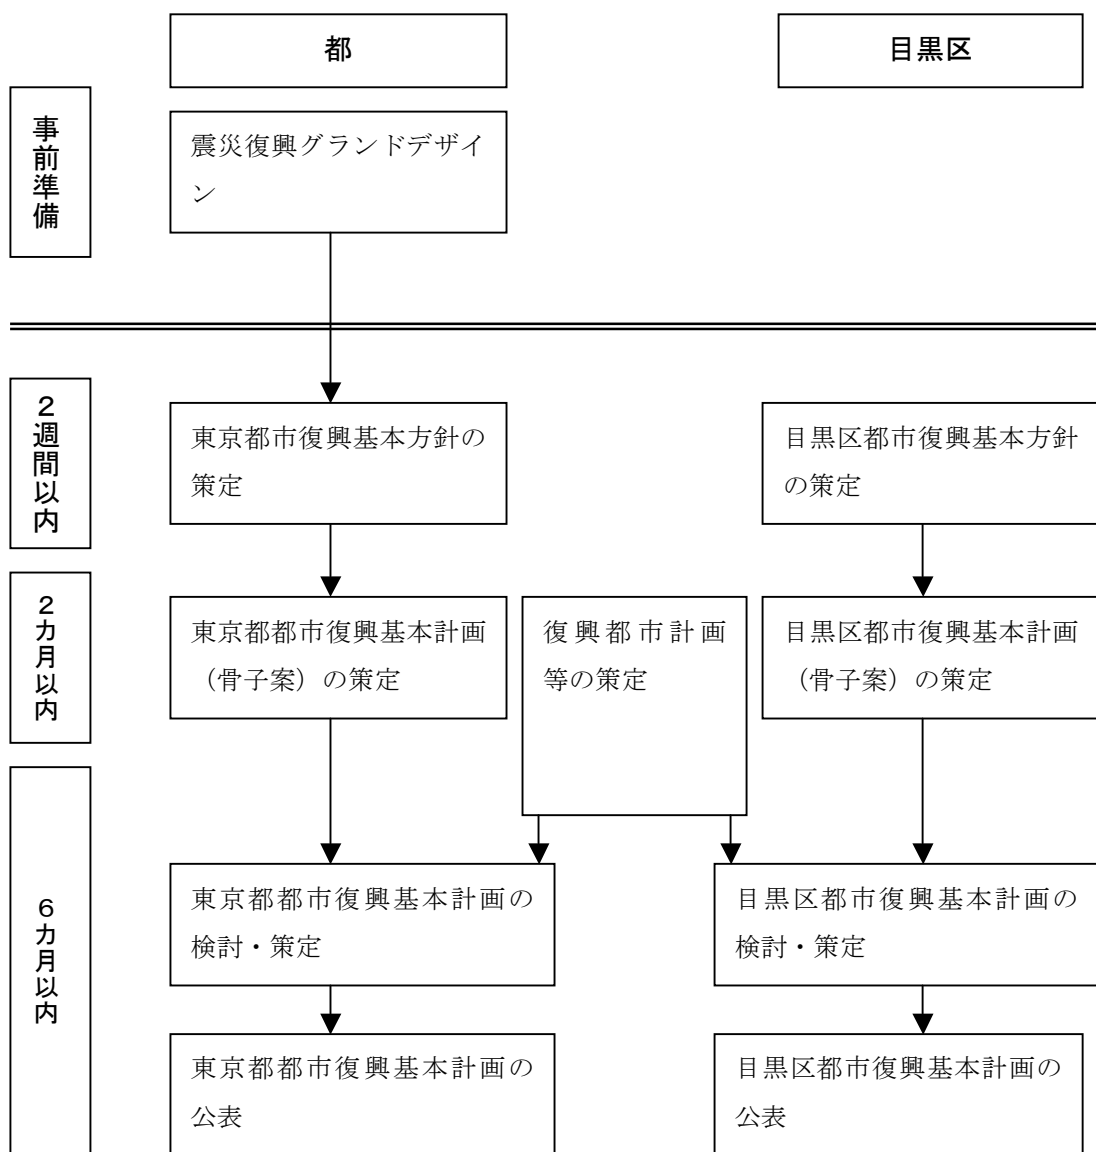 都
目黒区
事前準備
震災復興グランドデザイ
ン
2週間以内
東京都市復興基本方針の
策定
目黒区都市復興基本方針
の策定
2カ月以内
東京都都市復興基本計画
(骨子案)の策定
復興都市計画
等の策定
目黒区都市復興基本計画
(骨子案)の策定
6カ月以内
東京都都市復興基本計画の
検討・策定
目黒区都市復興基本計画の
検討・策定
東京都都市復興基本計画の
公表
目黒区都市復興基本計画の
公表